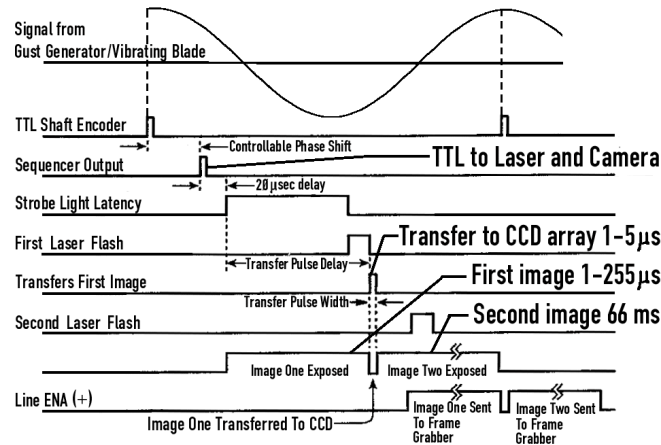 Signal from
Gust Generator/Vibrating Blade
TTL Shaft Encoder
Controllable Phase Shift
Sequencer Output
TTL to Laser and Camera
20 µsec delay
Strobe Light Latency
First Laser Flash
Transfer to CCD array 1-5µs
Transfer Pulse Delay
First image 1-255µs
Transfers First Image
Transfer Pulse Width
Second image 66 ms
Second Laser Flash
Image One Exposed
Image Two Exposed
Line ENA (+)
Image One Sent
To Frame
Grabber
Image Two Sent
To Frame
Grabber
Image One Transferred To CCD